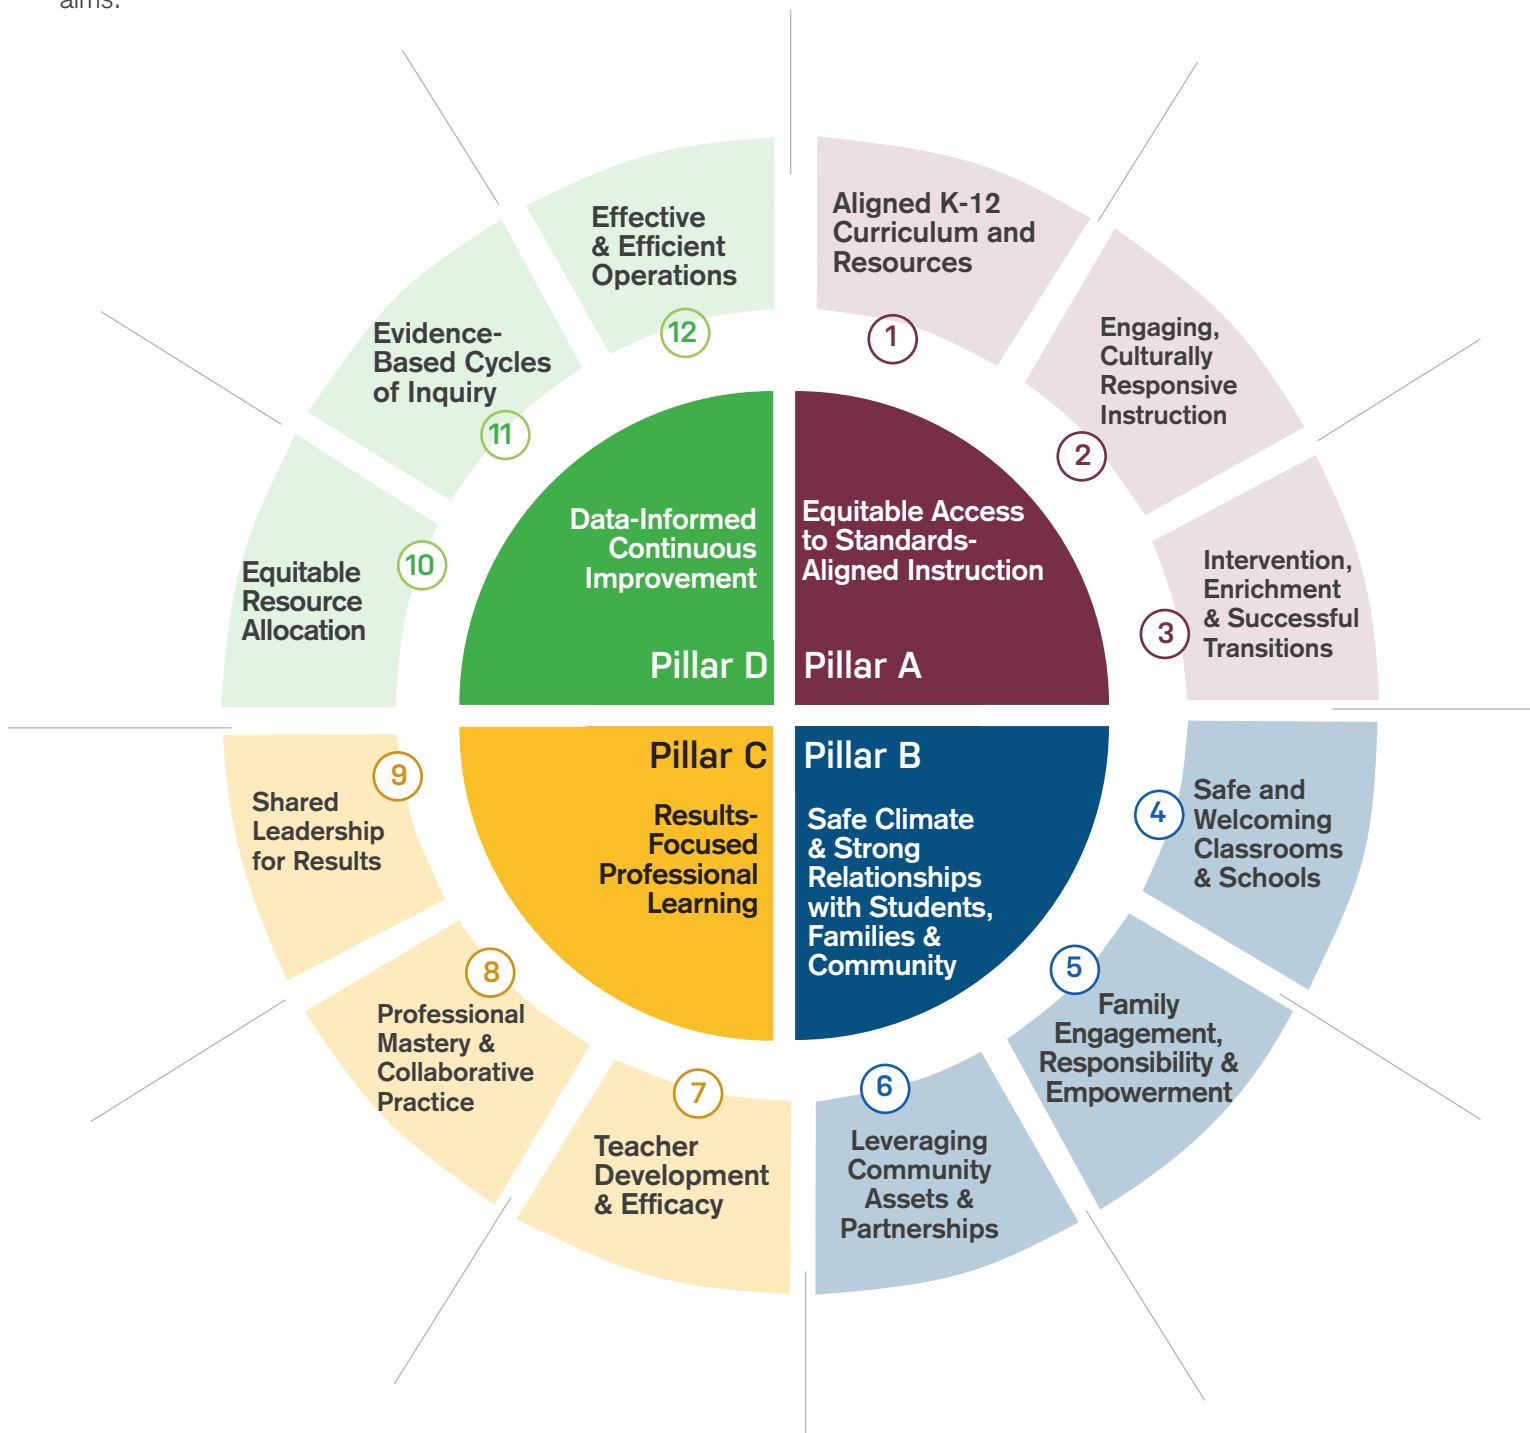 aims.
Aligned K-12
Curriculum and
Resources
1
Engaging,
Culturally
Responsive
Instruction
2
Intervention,
Enrichment
& Successful
Transitions
3
Safe and
Welcoming
Classrooms
& Schools
4
Family
Engagement,
Responsibility &
Empowerment
5
Leveraging
Community
Assets &
Partnerships
6
Teacher
Development
& Efficacy
7
Professional
Mastery &
Collaborative
Practice
8
Shared
Leadership
for Results
9
Equitable
Resource
Allocation
10
Evidence-
Based Cycles
of Inquiry
11
Effective
& Efficient
Operations
12
Equitable Access
to Standards-
Aligned Instruction
Pillar A
Pillar B
Safe Climate
& Strong
Relationships
with Students,
Families &
Community
Pillar C
Results-
Focused
Professional
Learning
Data-Informed
Continuous
Improvement
Pillar D